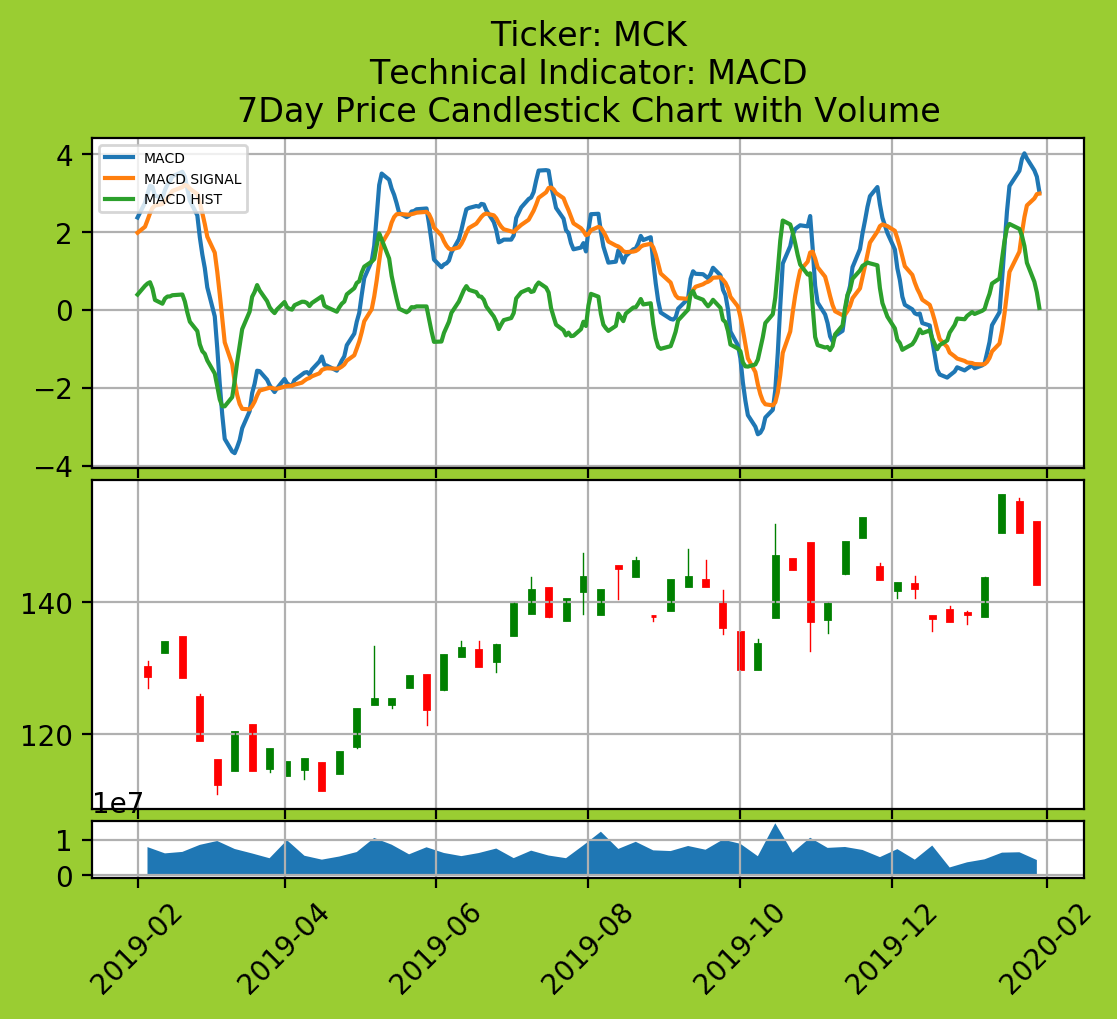 Ticker: MCK
Technical Indicator: MACD
7Day Price Candlestick Chart with Volume
MACD
MACD SIGNAL
MACD HIST
4
2
0
−2
−4
140
120
1e7
1
0
2019-02
2019-04
2019-06
2019-08
2019-10
2019-12
2020-02